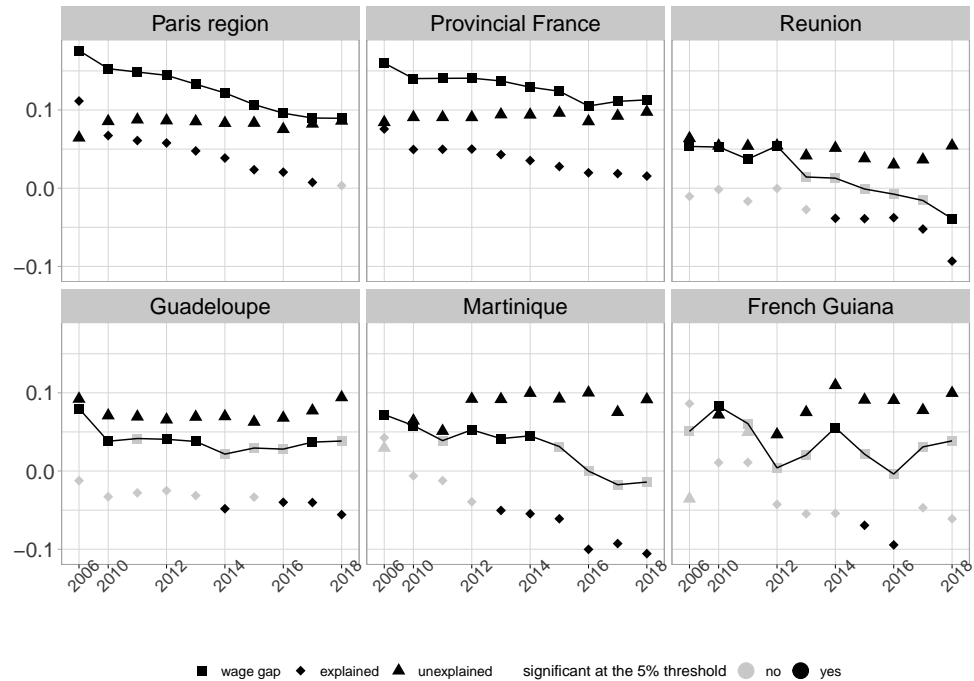 Paris region Provincial France Reunion
0.1
0.0
−0.1
Guadeloupe Martinique French Guiana
0.1
0.0
−0.1
2006 2010 2012 2014 2016 2018 2006 2010 2012 2014 2016 2018 2006 2010 2012 2014 2016 2018
wage gap explained unexplained significant at the 5% threshold no yes